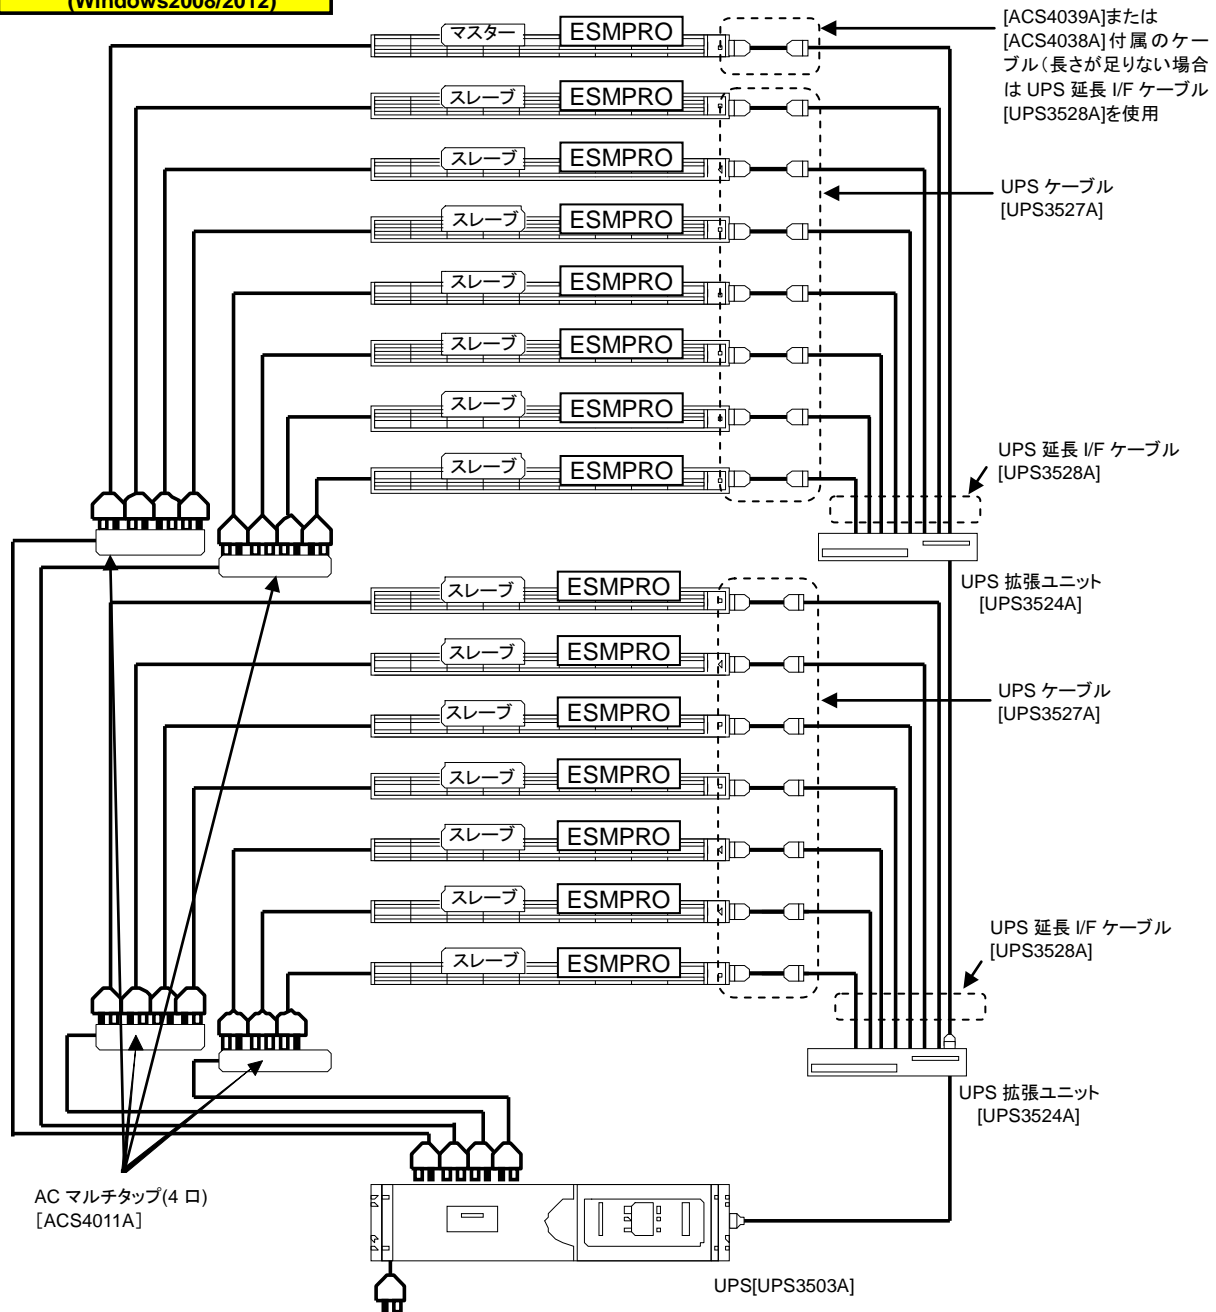 (Windows2008/2012)
マスター ESMPRO
[ACS4039A]または
[ACS4038A]付属のケー
ブル(長さが足りない場合
は UPS 延長 I/F ケーブル
[UPS3528A]を使用
スレーブ ESMPRO
スレーブ ESMPRO
UPS ケーブル
[UPS3527A]
スレーブ ESMPRO
スレーブ ESMPRO
スレーブ ESMPRO
スレーブ ESMPRO
UPS 延長 I/F ケーブル
[UPS3528A]
スレーブ ESMPRO
UPS 拡張ユニット
[UPS3524A]
スレーブ ESMPRO
スレーブ ESMPRO
UPS ケーブル
[UPS3527A]
スレーブ ESMPRO
スレーブ ESMPRO
スレーブ ESMPRO
スレーブ ESMPRO
UPS 延長 I/F ケーブル
[UPS3528A]
スレーブ ESMPRO
UPS 拡張ユニット
[UPS3524A]
AC マルチタップ(4 口)
[ACS4011A]
UPS[UPS3503A]